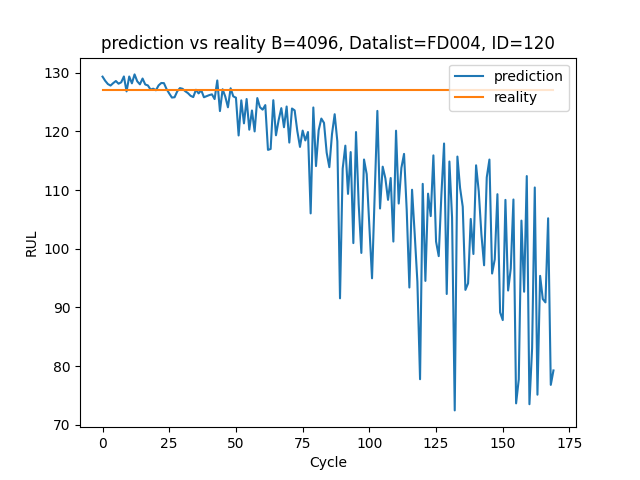 prediction vs reality B=4096, Datalist=FD004, ID=120
prediction
reality
130
120
110
100
90
80
70
RUL
0 25 50 75 100 125 150 175
Cycle